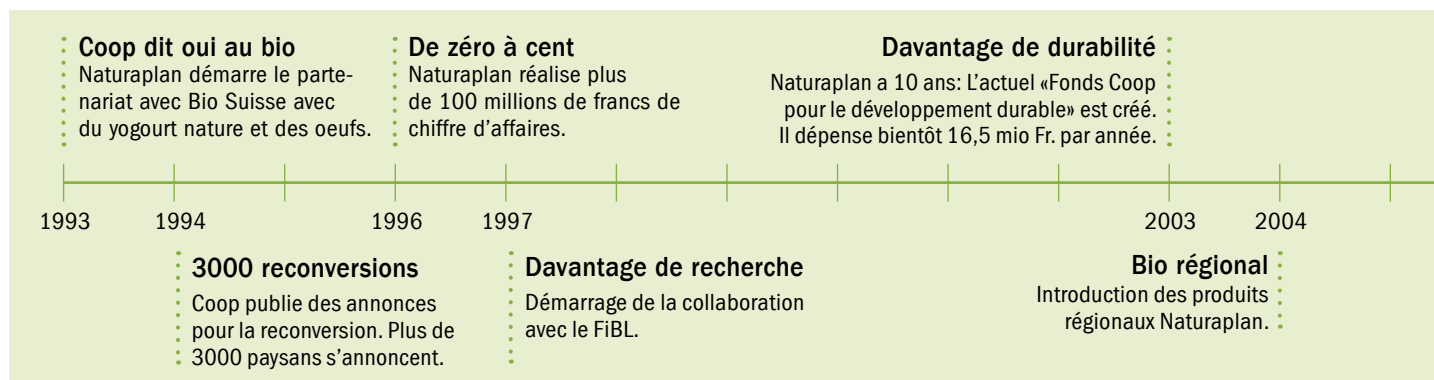 Coop dit oui au bio
Naturaplan démarre le parte-
nariat avec Bio Suisse avec
du yogourt nature et des oeufs.
De zéro à cent
Naturaplan réalise plus
de 100 millions de francs de
chiffre d'affaires.
Davantage de durabilité
Naturaplan a 10 ans: L'actuel «Fonds Coop
pour le développement durable» est créé.
Il dépense bientôt 16,5 mio Fr. par année.
1993 1994 1996 1997 2003 2004
3000 reconversions
Coop publie des annonces
pour la reconversion. Plus de
3000 paysans s'annoncent.
Davantage de recherche
Démarrage de la collaboration
avec le FiBL.
Bio régional
Introduction des produits
régionaux Naturaplan.